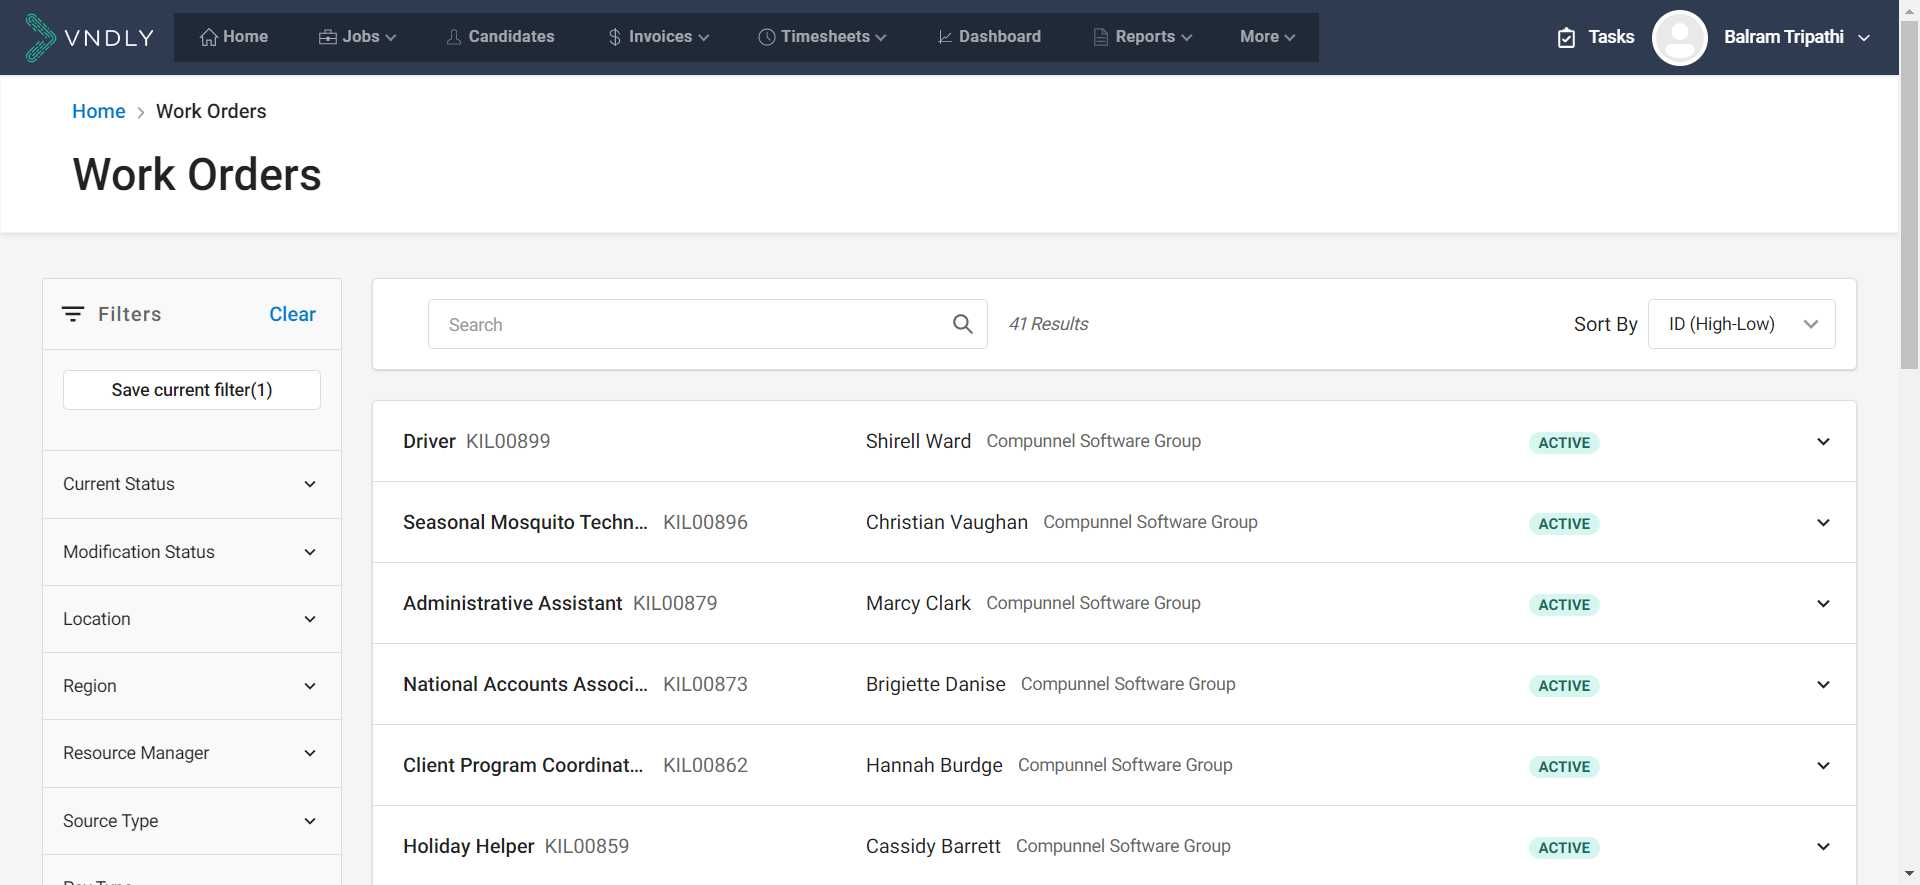 VNDLY
Home
Jobs
Candidates
Invoices
Timesheets
Dashboard
Reports
More
Tasks
Balram Tripathi
Home > Work Orders
Work Orders
Filters
Clear
Save current filter(1)
Current Status
Modification Status
Location
Region
Resource Manager
Source Type
Search
41 Results
Sort By
ID (High-Low)
Driver KIL00899 Shirell Ward Compunnel Software Group ACTIVE
Seasonal Mosquito Techn... KIL00896 Christian Vaughan Compunnel Software Group ACTIVE
Administrative Assistant KIL00879 Marcy Clark Compunnel Software Group ACTIVE
National Accounts Associ... KIL00873 Brigiette Danise Compunnel Software Group ACTIVE
Client Program Coordinat... KIL00862 Hannah Burdge Compunnel Software Group ACTIVE
Holiday Helper KIL00859 Cassidy Barrett Compunnel Software Group ACTIVE